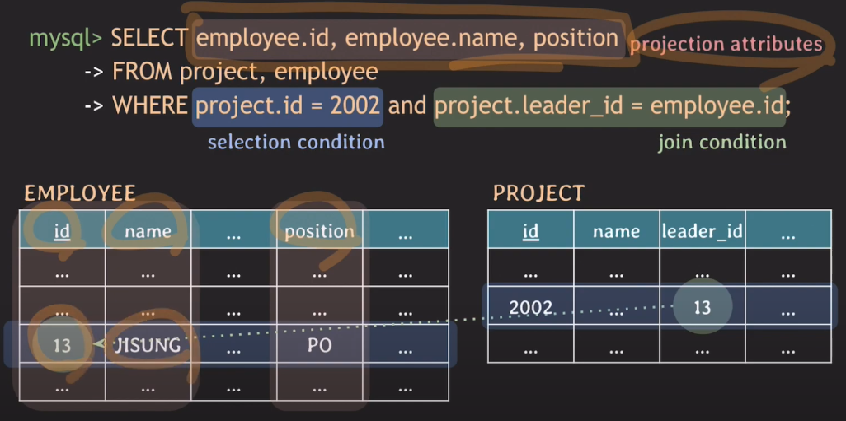 mysql> SELECT employee.id, employee.name, position projection attributes
-> FROM project, employee
-> WHERE project.id = 2002 and project.leader_id = employee.id;
selection condition join condition
EMPLOYEE
id name ... position ...
... ... ... ... ...
... ... ... ... ...
13 JISUNG ... PO ...
... ... ... ... ...
PROJECT
id name leader_id ...
... ... ... ...
2002 ... 13 ...
... ... ... ...